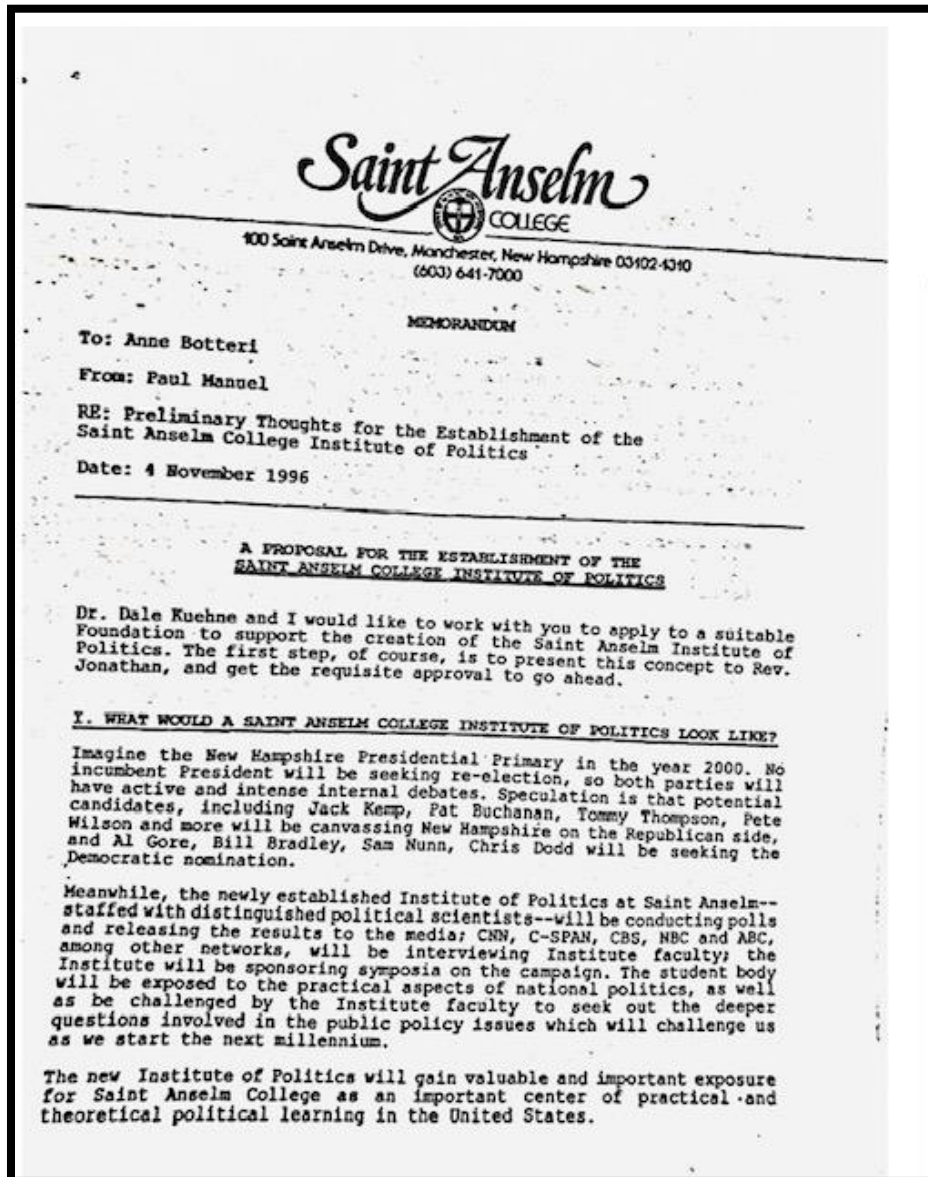 Saint Anselm
COLLEGE
100 Saint Anselm Drive, Manchester, New Hampshire 03102-1310
(603) 641-7000
MEMORANDUM
To: Anne Botteri
From: Paul Manuel
RE: Preliminary Thoughts for the Establishment of the
Saint Anselm College Institute of Politics
Date: 4 November 1996
A PROPOSAL FOR THE ESTABLISHMENT OF THE
SAINT ANSELM COLLEGE INSTITUTE OF POLITICS
Dr. Dale Kuehne and I would like to work with you to apply to a suitable
Foundation to support the creation of the Saint Anselm Institute of
Politics. The first step, of course, is to present this concept to Rev.
Jonathan, and get the requisite approval to go ahead.
I. WHAT WOULD A SAINT ANSELM COLLEGE INSTITUTE OF POLITICS LOOK LIKE?
Imagine the New Hampshire Presidential Primary in the year 2000. No
incumbent President will be seeking re-election, so both parties will
have active and intense internal debates. Speculation is that potential
candidates, including Jack Kemp, Pat Buchanan, Tommy Thompson, Pete
Wilson and more will be canvassing New Hampshire on the Republican side,
and Al Gore, Bill Bradley, Sam Nunn, Chris Dodd will be seeking the
Democratic nomination.
Meanwhile, the newly established Institute of Politics at Saint Anselm--
staffed with distinguished political scientists--will be conducting polls
and releasing the results to the media; CNN, C-SPAN, CBS, NBC and ABC,
among other networks, will be interviewing Institute faculty; the
Institute will be sponsoring symposia on the campaign. The student body
will be exposed to the practical aspects of national politics, as well
as be challenged by the Institute faculty to seek out the deeper
questions involved in the public policy issues which will challenge us
as we start the next millennium.
The new Institute of Politics will gain valuable and important exposure
for Saint Anselm College as an important center of practical and
theoretical political learning in the United States.